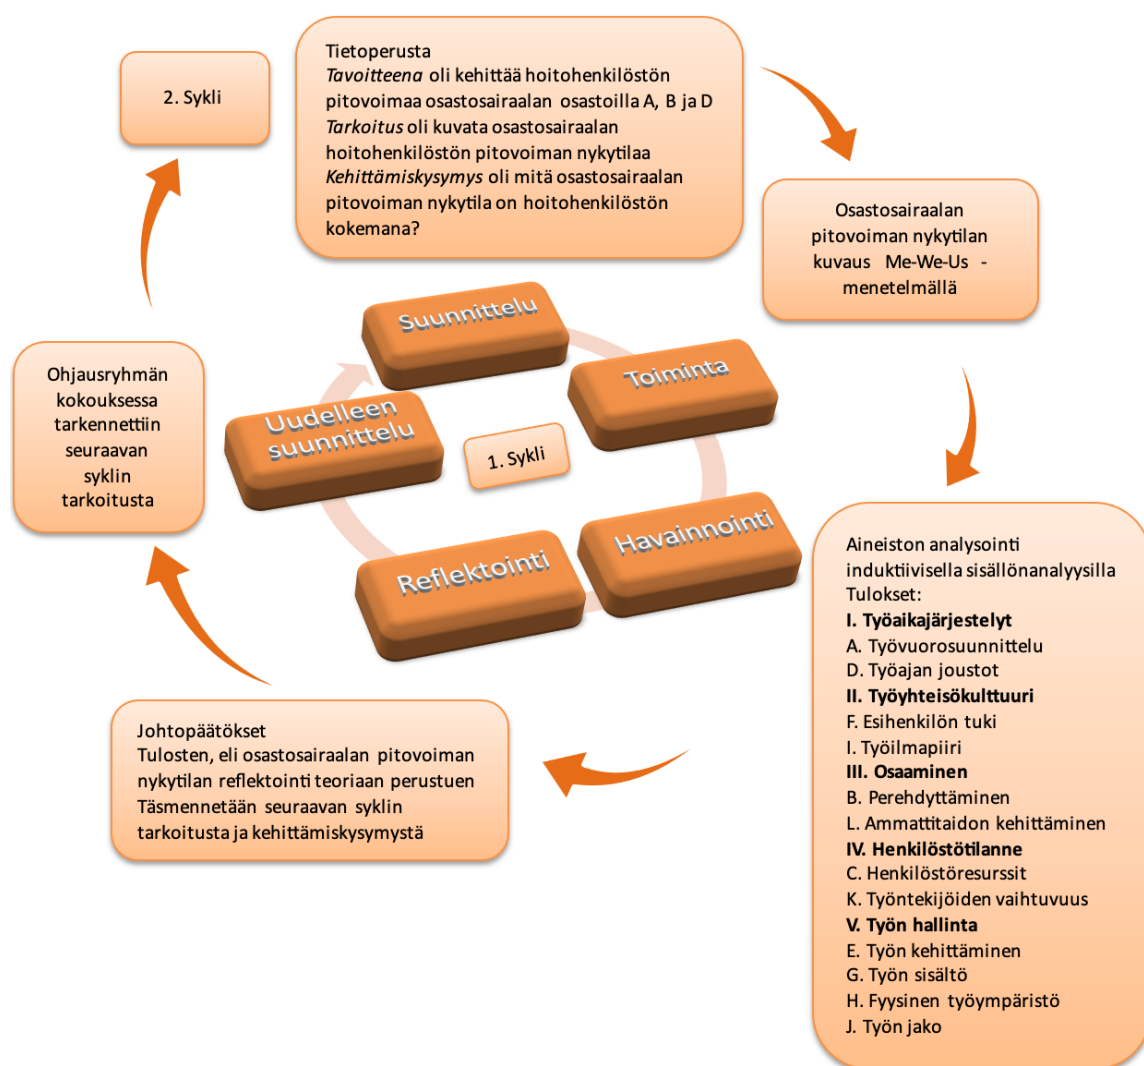 Tietoperusta
Tavoitteena oli kehittää hoitohenkilöstön
pitovoimaa osastosairaalan osastoilla A, B ja D
Tarkoitus oli kuvata osastosairaalan
hoitohenkilöstön pitovoiman nykytilaa
Kehittämiskysymys oli mitä osastosairaalan
pitovoiman nykytila on hoitohenkilöstön
kokemana?
2. Sykli
Osastosairaalan
pitovoiman nykytilan
kuvaus Me-We-Us -
menetelmällä
Suunnittelu
Toiminta
Havainnointi
Reflektointi
Uudelleen
suunnittelu
1. Sykli
Ohjausryhmän
kokouksessa
tarkennettiin
seuraavan
syklin
tarkoitusta
Aineiston analysointi
induktiivisella sisällönanalyysilla
Tulokset:
I. Työaikajärjestelyt
A. Työvuorosuunnittelu
D. Työajan joustot
II. Työyhteisökulttuuri
F. Esihenkilön tuki
I. Työilmapiiri
III. Osaaminen
B. Perehdyttäminen
L. Ammattitaidon kehittäminen
IV. Henkilöstötilanne
C. Henkilöstöresurssit
K. Työntekijöiden vaihtuvuus
V. Työn hallinta
E. Työn kehittäminen
G. Työn sisältö
H. Fyysinen työympäristö
J. Työn jako
Johtopäätökset
Tulosten, eli osastosairaalan pitovoiman
nykytilan reflektointi teoriaan perustuen
Täsmennetään seuraavan syklin
tarkoitusta ja kehittämiskysymystä